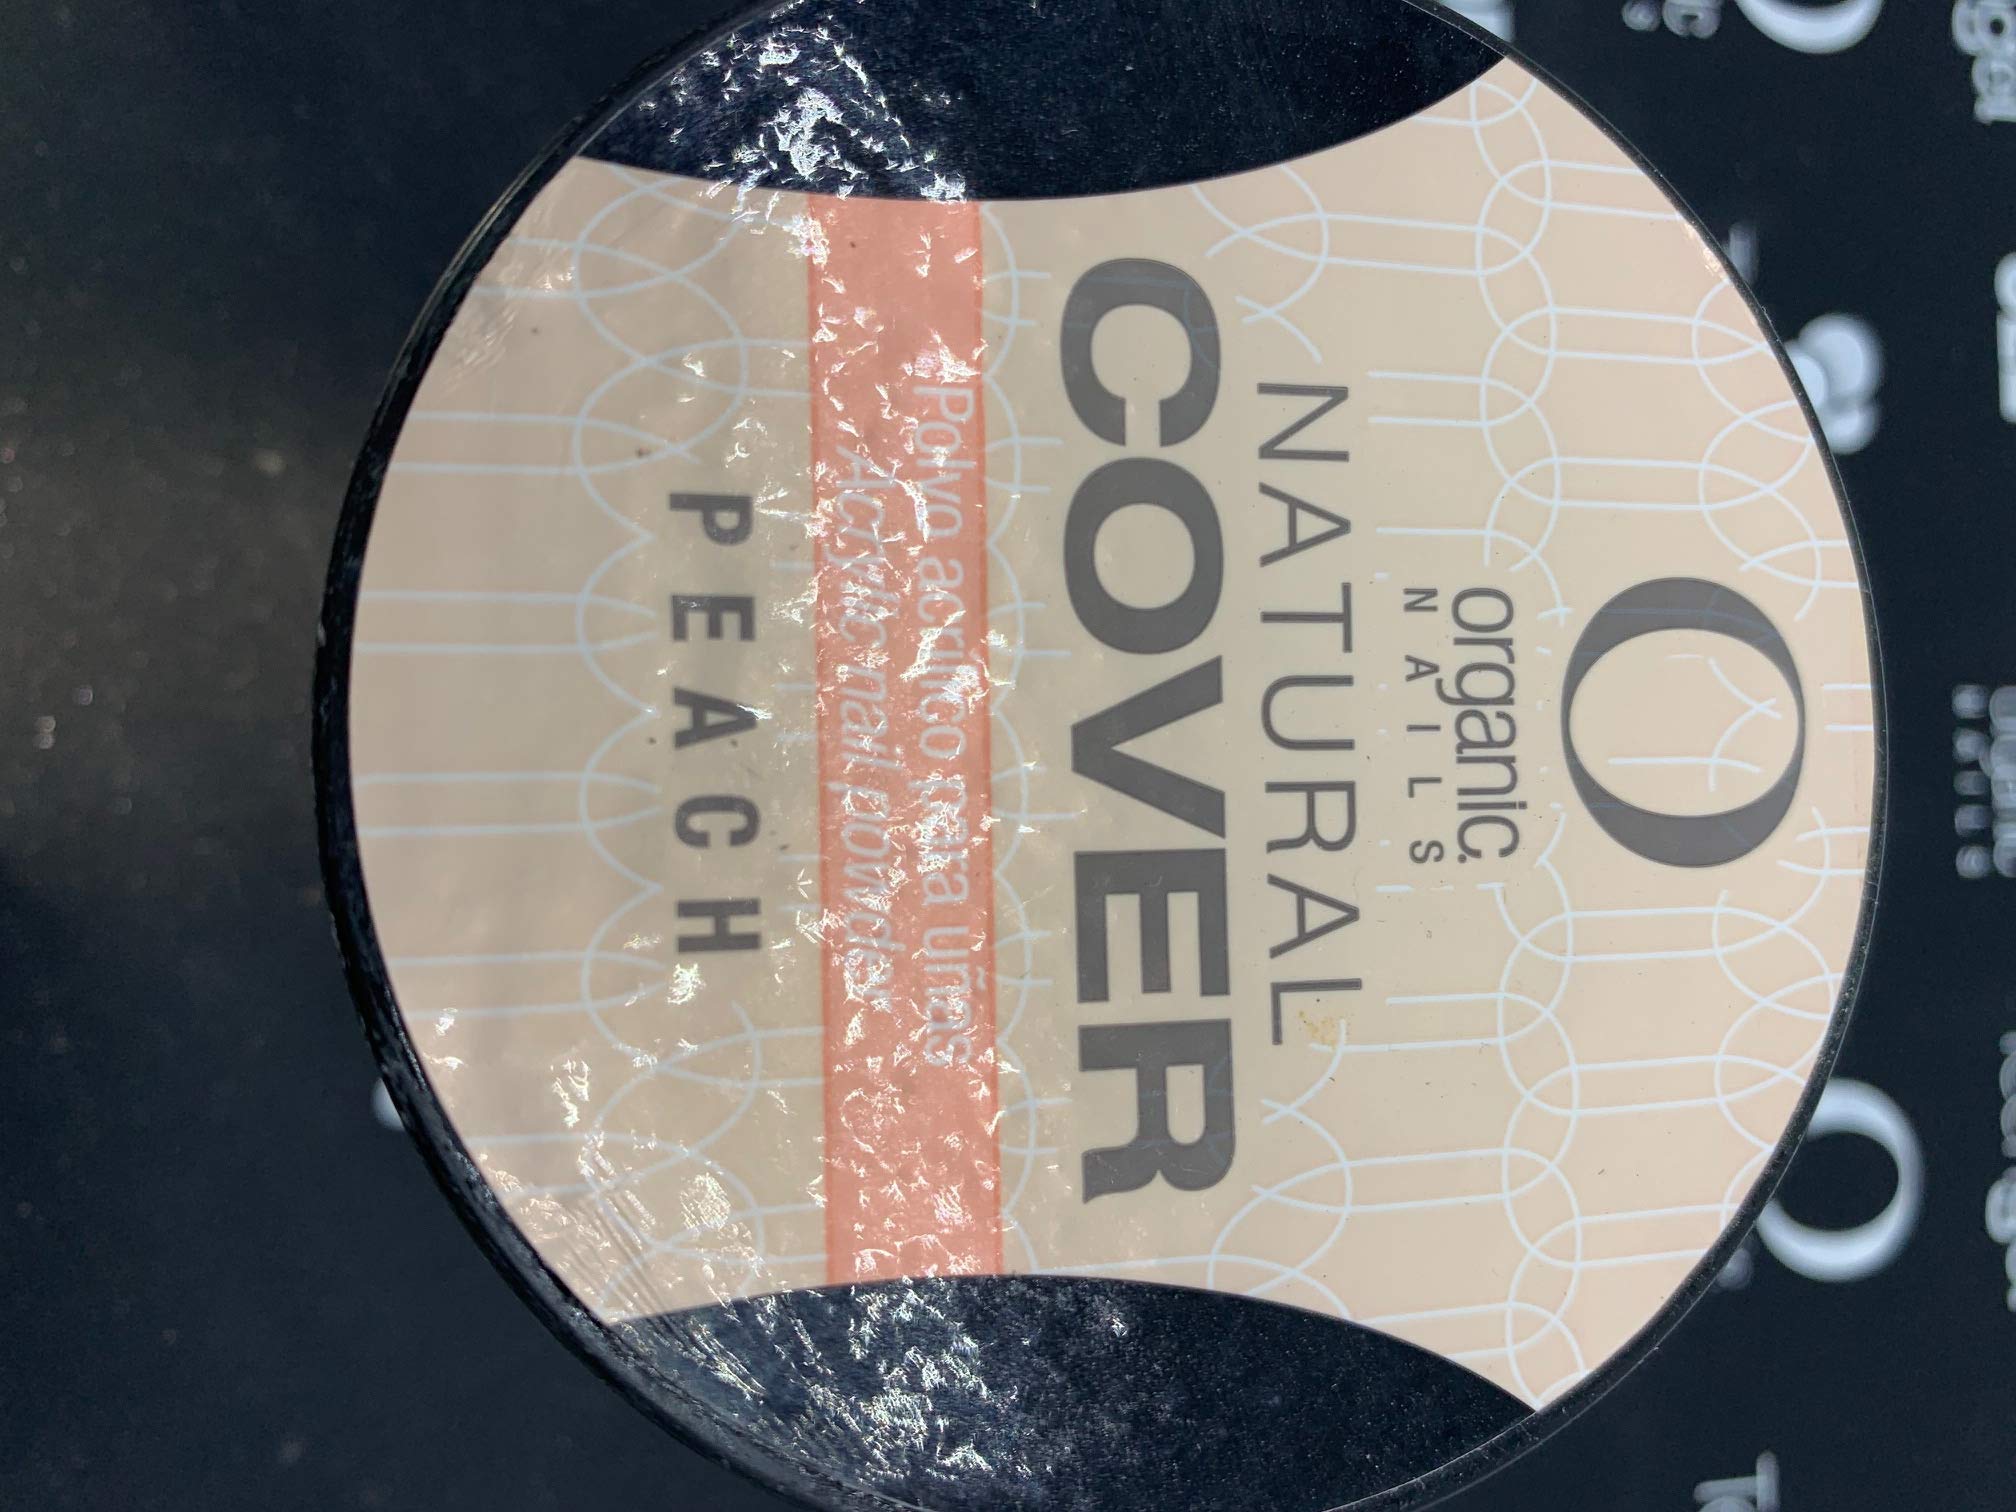 O
organic.
NAILS
NATURAL
COVER
Polvo acrílico para uñas
Acrylic nail powder
PEACH